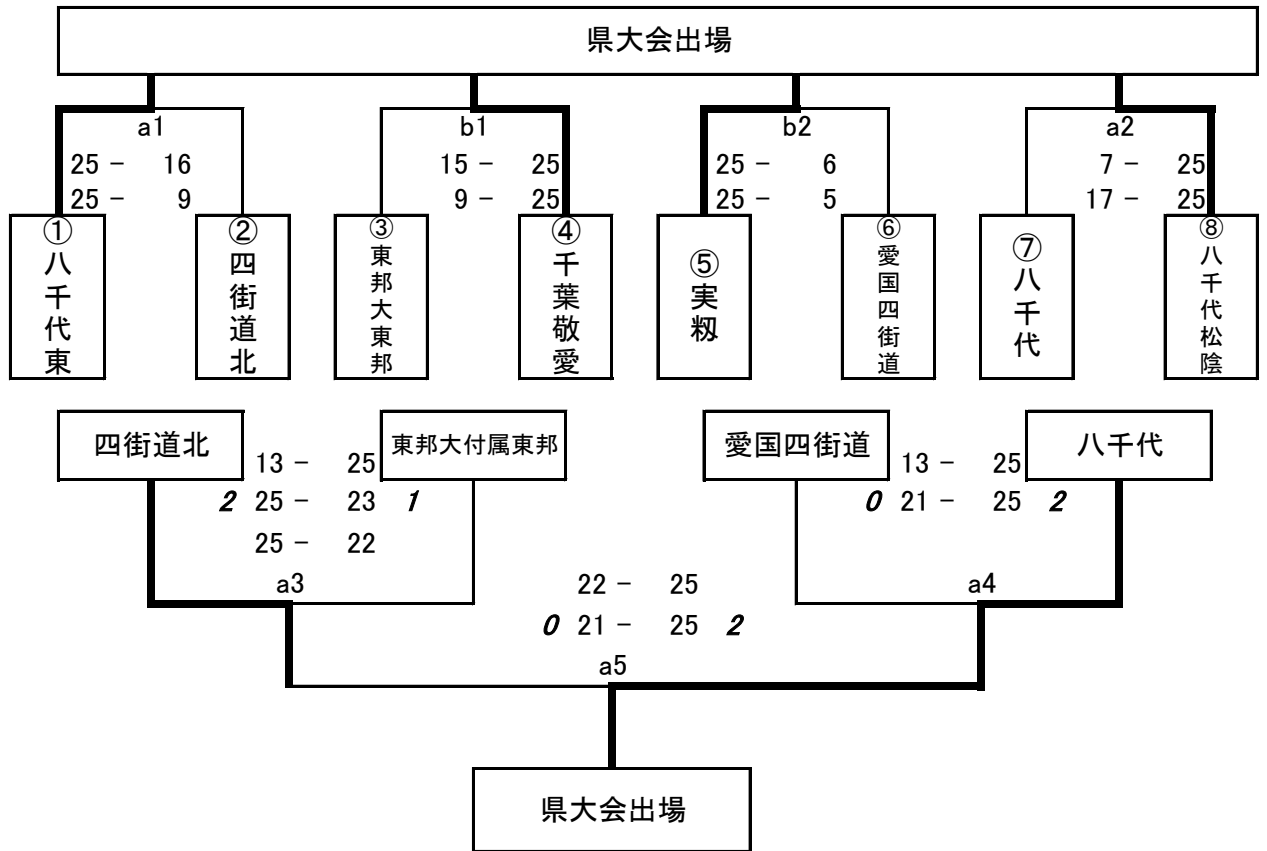 県大会出場
a1 b1 b2 a2
25 - 16 15 - 25 25 - 6 7 - 25
25 - 9 9 - 25 25 - 5 17 - 25
①八千代東
②四街道北
③東邦大東邦
④千葉敬愛
⑤実籾
⑥愛国四街道
⑦八千代
⑧八千代松陰
四街道北 東邦大付属東邦 愛国四街道 八千代
13 - 25 13 - 25
2 25 - 23 1 0 21 - 25 2
25 - 22
a3 a4
22 - 25
0 21 - 25 2
a5
県大会出場